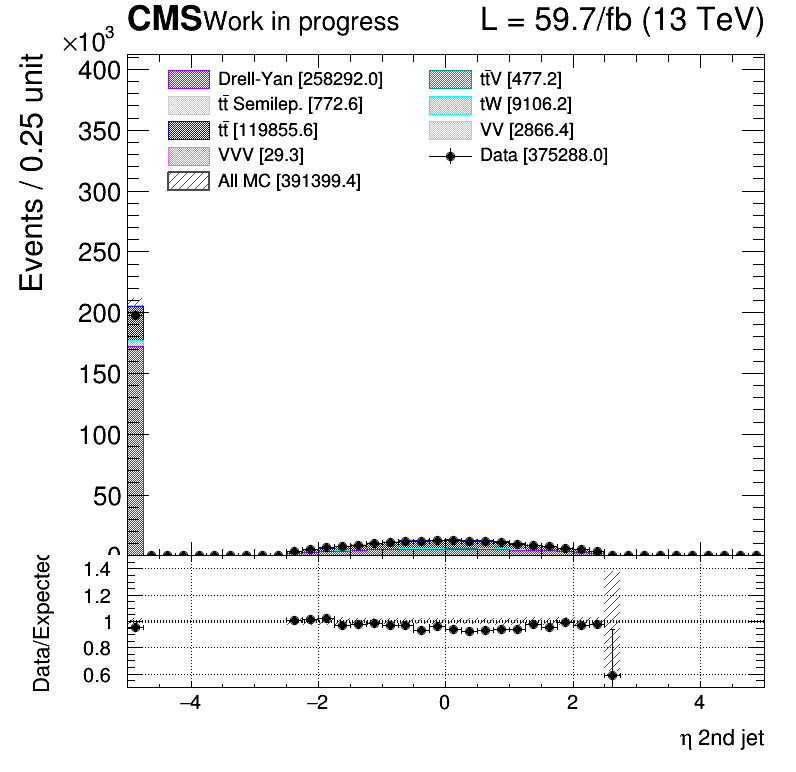 CMS Work in progress L = 59.7/fb (13 TeV)
×10³
Events / 0.25 unit
400
350
300
250
200
150
100
50
0
Drell-Yan [258292.0]
tt̄ Semilep. [772.6]
tt̄ [119855.6]
VVV [29.3]
All MC [391399.4]
tt̄V [477.2]
tW [9106.2]
VV [2866.4]
Data [375288.0]
Data/Expected
1.4
1.2
1
0.8
0.6
−4 −2 0 2 4
η 2nd jet